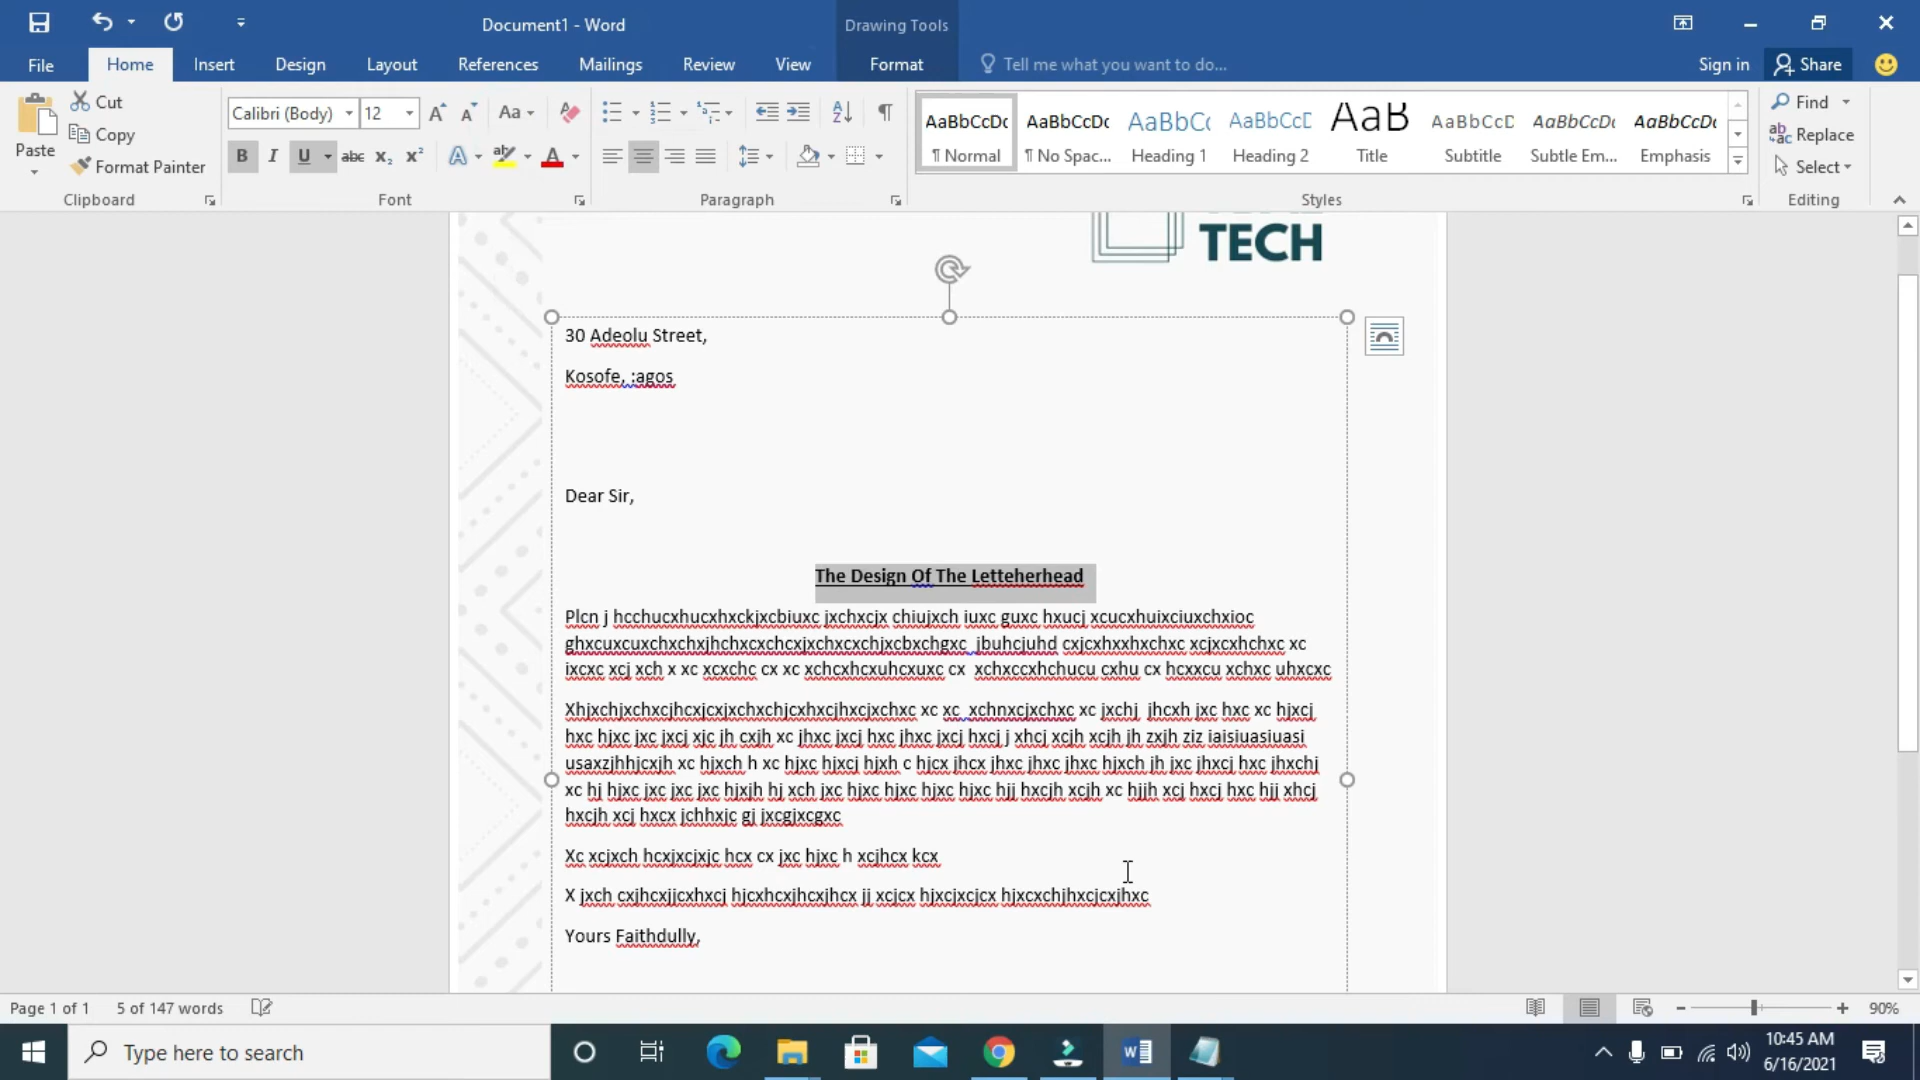 Document1 - Word
Drawing Tools
File
Home
Insert
Design
Layout
References
Mailings
Review
View
Format
Tell me what you want to do...
Sign in
Share
Paste
Cut
Copy
Format Painter
Clipboard
Calibri (Body)
12
Font
Paragraph
AaBbCcDc
¶ Normal
AaBbCcDc
¶ No Spac...
AaBbCc
Heading 1
AaBbCcD
Heading 2
AaB
Title
AaBbCcD
Subtitle
AaBbCcDc
Subtle Em...
AaBbCcDc
Emphasis
Styles
Find
Replace
Select
Editing
TECH
30 Adeolu Street,
Kosofe, :agos
Dear Sir,
The Design Of The Letteherhead
Plcn j hcchucxhucxhxckjxcbiuxc jxchxcjx chiujxch iuxc guxc hxucj xcucxhuixciuxchxioc
ghxcuxcuxchxchxjhchxcxchcxjxchxcxchjxcbxchgxc jbuhcjuhd cxjcxhxxhxchxc xcjxcxhchxc xc
ixcxc xcj xch x xc xcxchc cx xc xchcxhcxuhcxuxc cx xchxccxhchucu cxhu cx hcxxcu xchxc uhxcxc
Xhjxchjxchxcjhcxjcxjxchxchjcxhxcjhxcjxchxc xc xc xchnxcjxchxc xc jxchj jhcxh jxc hxc xc hjxcj
hxc hjxc jxc jxcj xjc jh cxjh xc jhxc jxcj hxc jhxc jxcj hxcj j xhcj xcjh xcjh jh zxjh ziz iaisiuasiuasi
usaxzjhhjcxjh xc hjxch h xc hjxc hjxcj hjxh c hjcx jhcx jhxc jhxc jhxc hjxch jh jxc jhxcj hxc jhxchj
xc hj hjxc jxc jxc jxc hjxjh hj xch jxc hjxc hjxc hjxc hjxc hjj hxcjh xcjh xc hjjh xcj hxcj hxc hjj xhcj
hxcjh xcj hxcx jchhxjc gj jxcgjxcgxc
Xc xcjxch hcxjxcjxjc hcx cx jxc hjxc h xcjhcx kcx
X jxch cxjhcxjjcxhxcj hjcxhcxjhcxjhcx jj xcjcx hjxcjxcjcx hjxcxchjhxcjcxjhxc
Yours Faithdully,
Page 1 of 1
5 of 147 words
90%
Type here to search
10:45 AM
6/16/2021